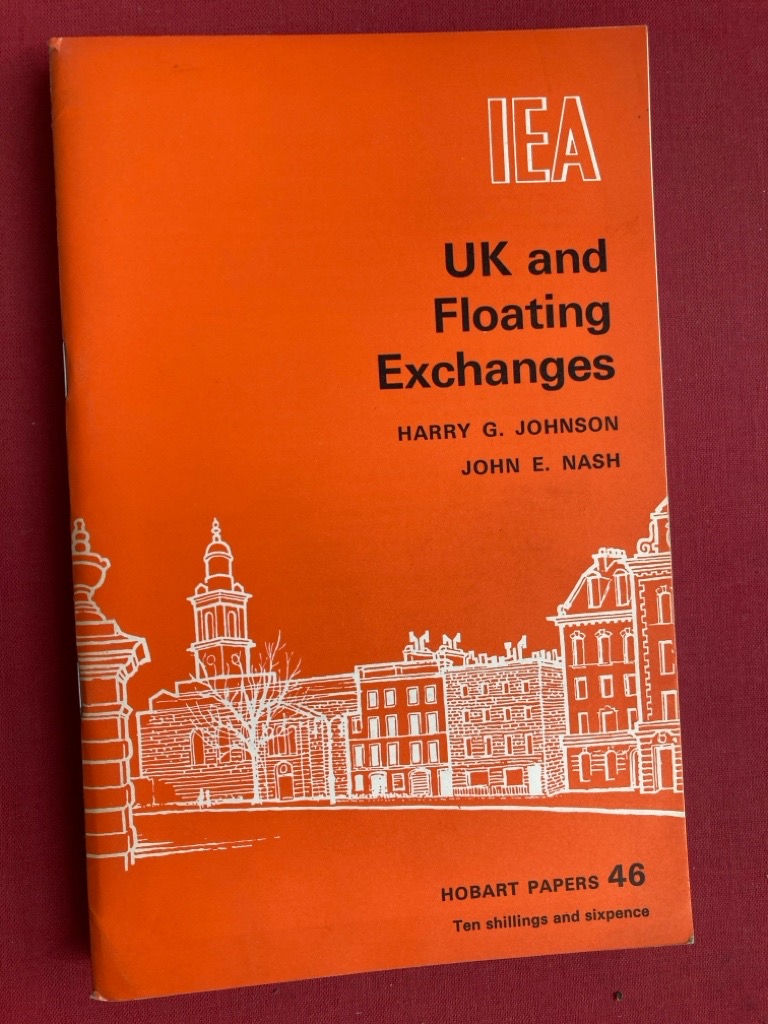 IEA
UK and
Floating
Exchanges
HARRY G. JOHNSON
JOHN E. NASH
HOBART PAPERS 46
Ten shillings and sixpence